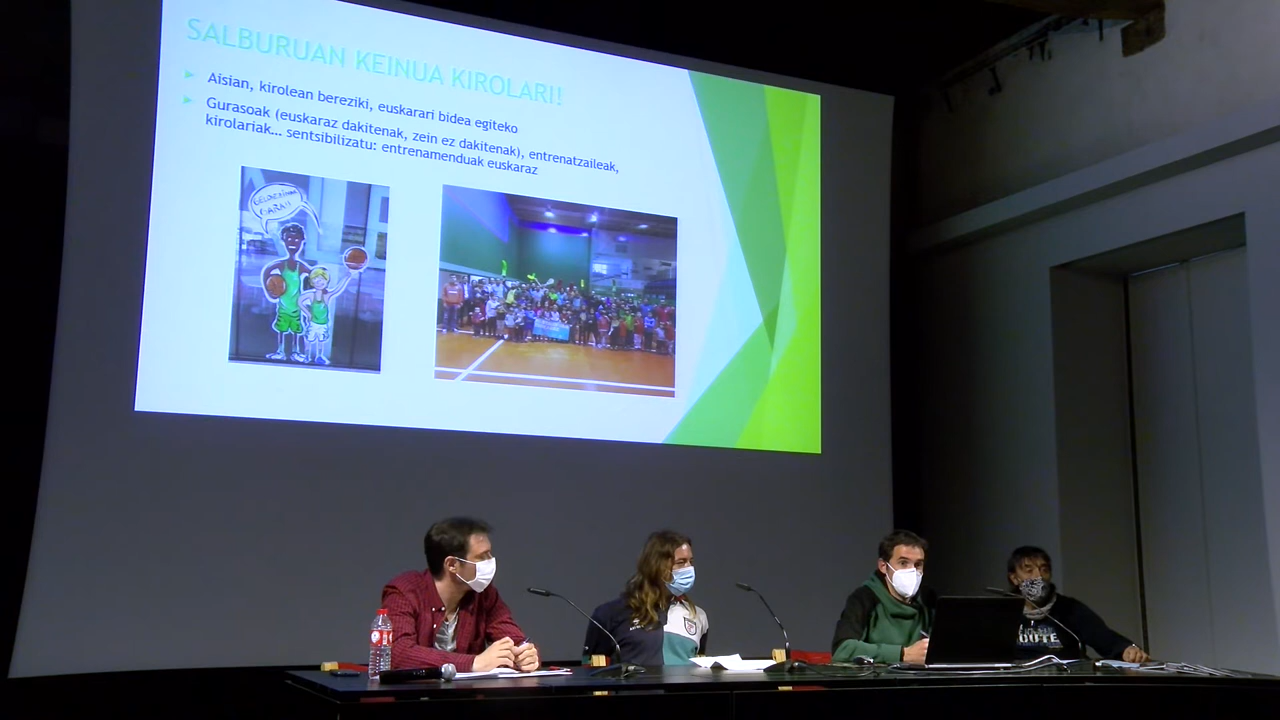 SALBURUAN KEINUA KIROLARI!
Aisian, kirolean bereziki, euskarari bidea egiteko
Gurasoak (euskaraz dakitenak, zein ez dakitenak), entrenatzaileak,
kirolariak... sentsibilizatu: entrenamenduak euskaraz
GARA!!